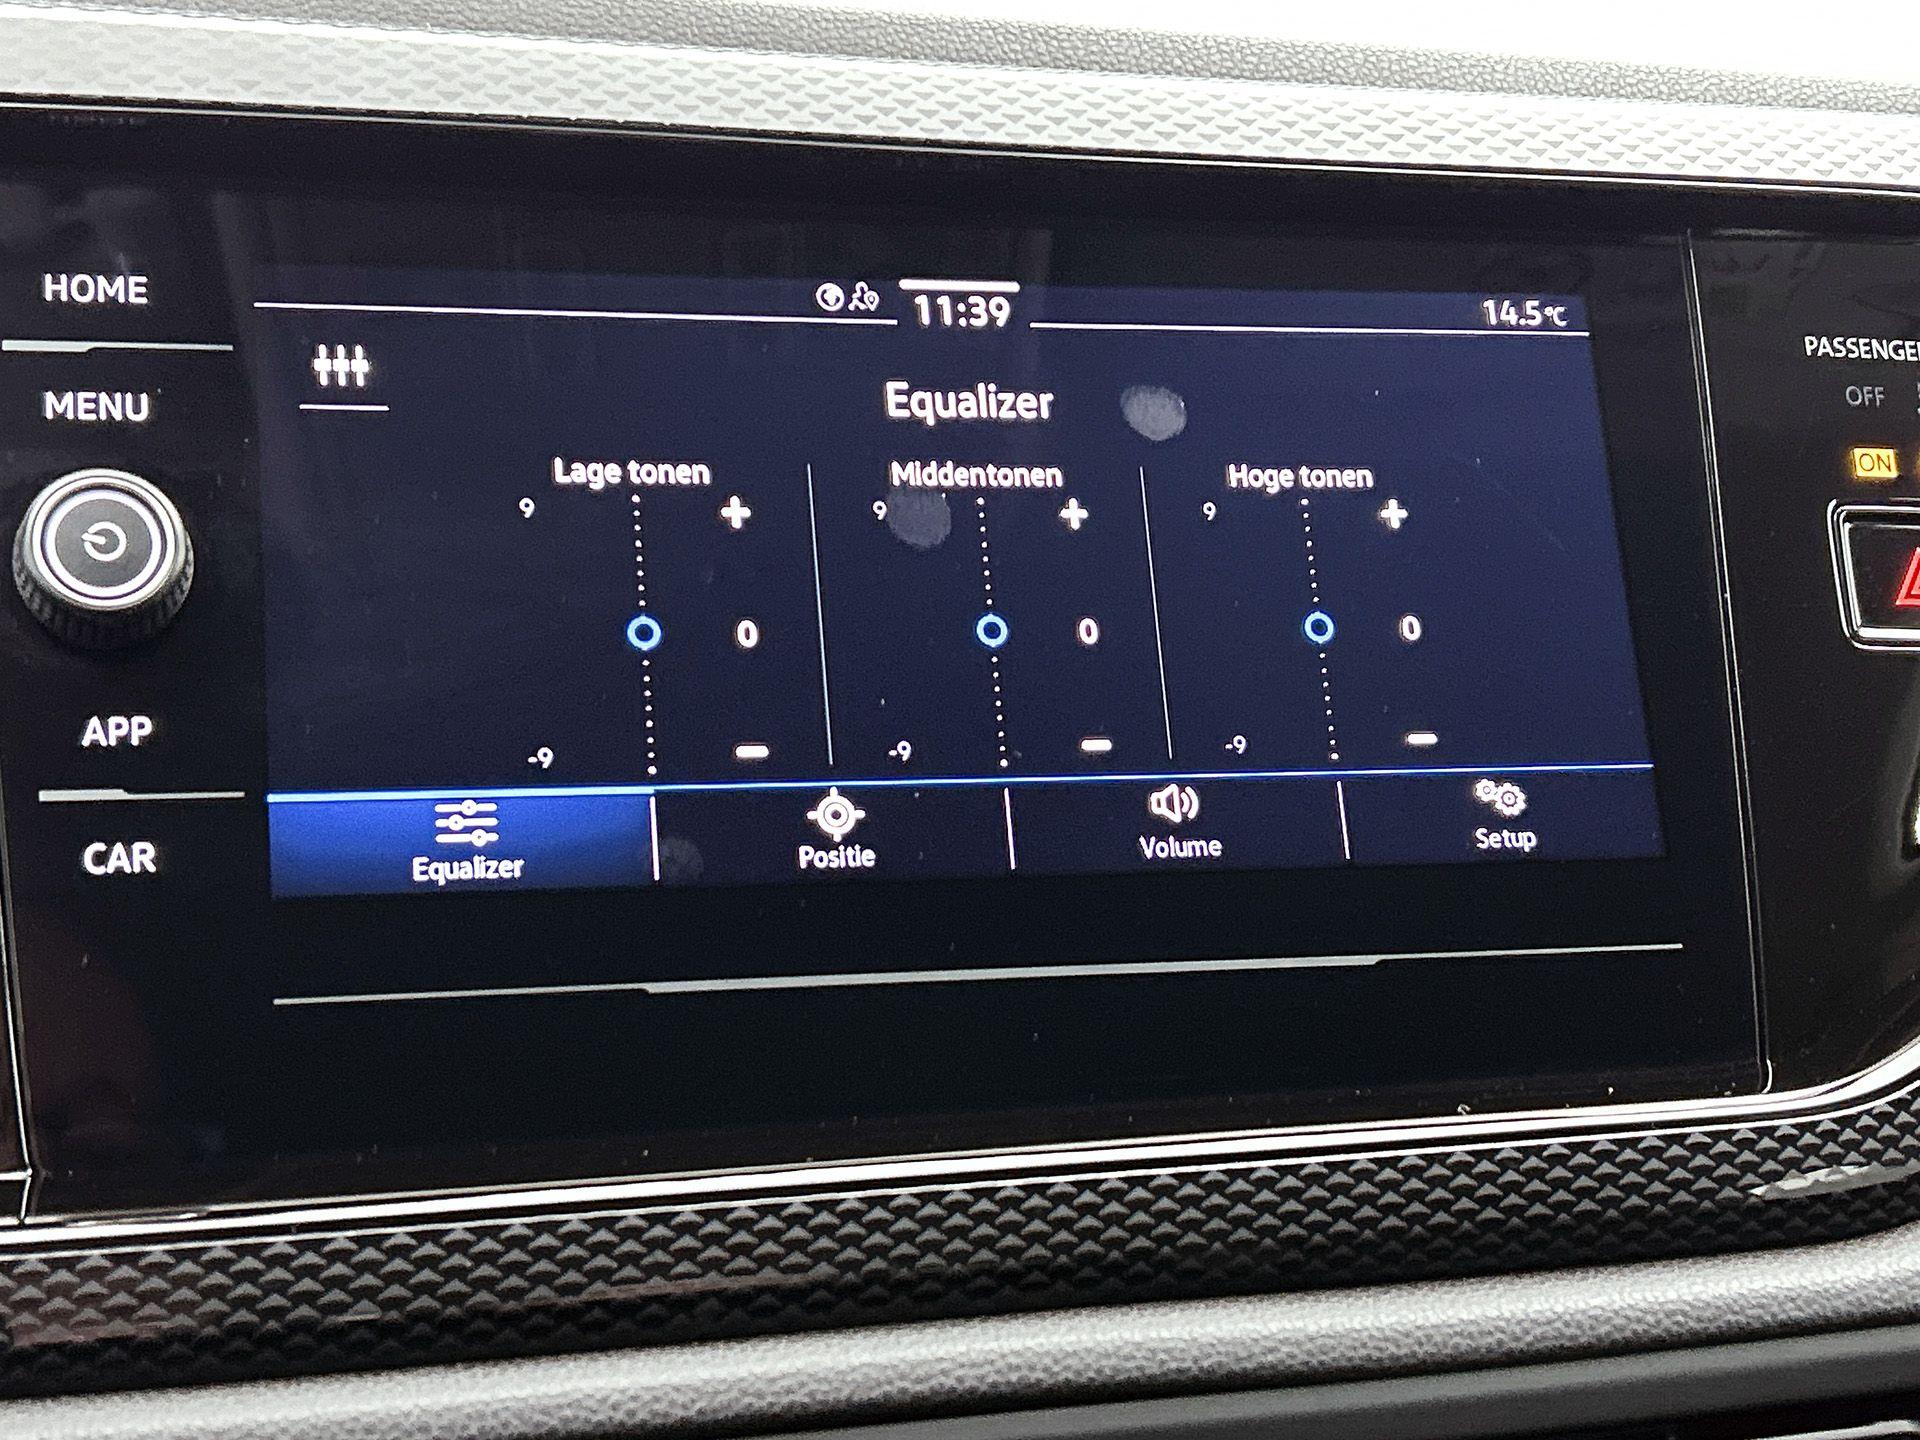 HOME
MENU
APP
CAR
11:39
14.5°C
Equalizer
Lage tonen
Middentonen
Hoge tonen
9
+
9
+
9
+
0
0
0
-9
-
-9
-
-9
-
Equalizer
Positie
Volume
Setup
OFF
ON